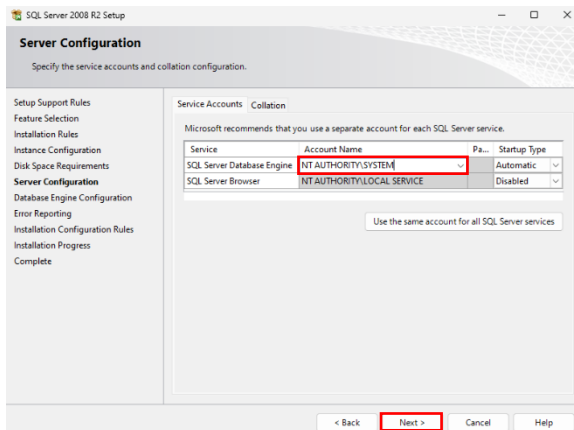 SQL Server 2008 R2 Setup
Server Configuration
Specify the service accounts and collation configuration.
Setup Support Rules
Feature Selection
Installation Rules
Instance Configuration
Disk Space Requirements
Server Configuration
Database Engine Configuration
Error Reporting
Installation Configuration Rules
Installation Progress
Complete
Service Accounts Collation
Microsoft recommends that you use a separate account for each SQL Server service.
Service Account Name Pa... Startup Type
SQL Server Database Engine NT AUTHORITY\SYSTEM Automatic
SQL Server Browser NT AUTHORITY\LOCAL SERVICE Disabled
Use the same account for all SQL Server services
< Back Next > Cancel Help